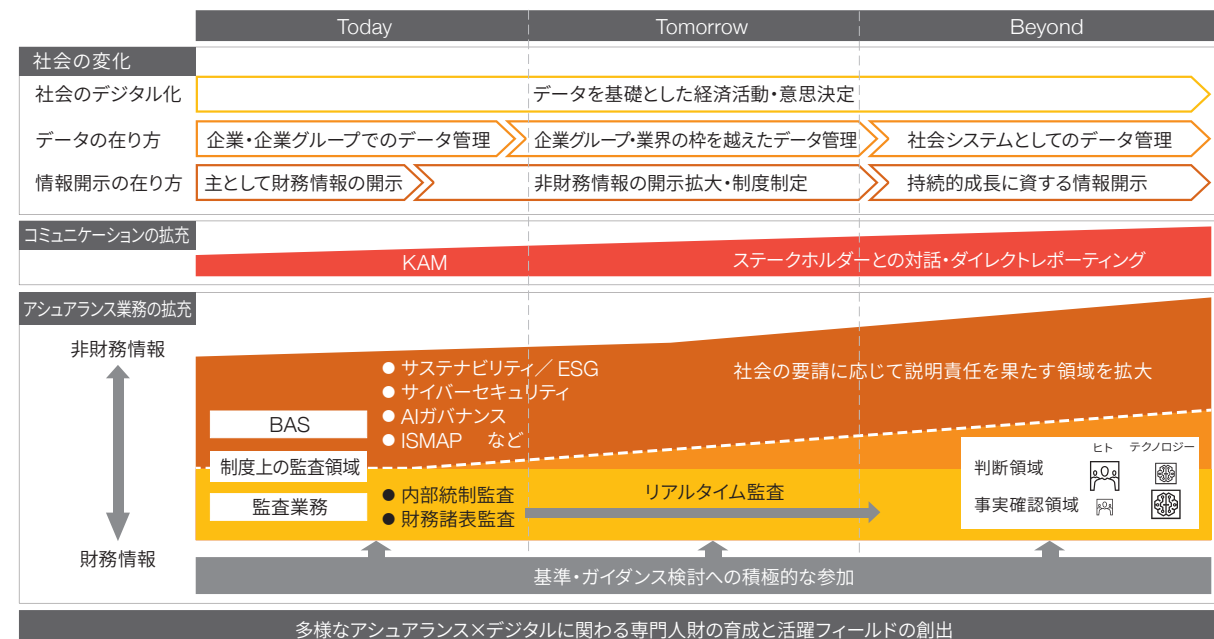 Today Tomorrow Beyond
社会の変化
社会のデジタル化 データを基礎とした経済活動・意思決定
データの在り方 企業・企業グループでのデータ管理 企業グループ・業界の枠を越えたデータ管理 社会システムとしてのデータ管理
情報開示の在り方 主として財務情報の開示 非財務情報の開示拡大・制度制定 持続的成長に資する情報開示
コミュニケーションの拡充
KAM ステークホルダーとの対話・ダイレクトレポーティング
アシュアランス業務の拡充
非財務情報
● サステナビリティ／ESG
● サイバーセキュリティ
● AIガバナンス
● ISMAP など
社会の要請に応じて説明責任を果たす領域を拡大
BAS
制度上の監査領域
監査業務
● 内部統制監査
● 財務諸表監査
リアルタイム監査
ヒト テクノロジー
判断領域
事実確認領域
財務情報
基準・ガイダンス検討への積極的な参加
多様なアシュアランス×デジタルに関わる専門人財の育成と活躍フィールドの創出